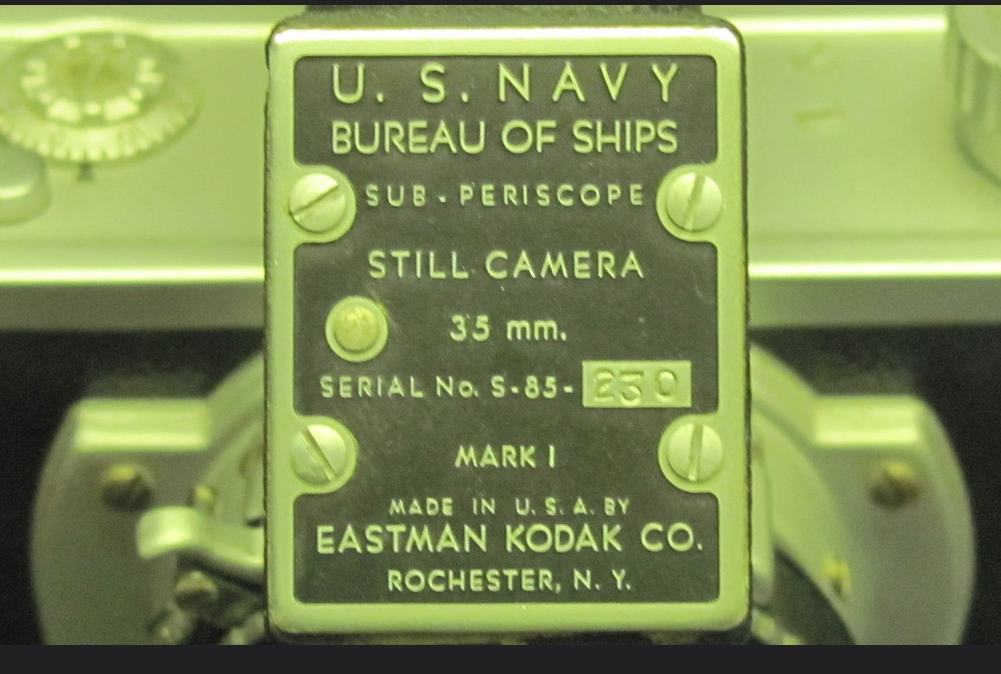 U. S. NAVY
BUREAU OF SHIPS
SUB - PERISCOPE
STILL CAMERA
35 mm.
SERIAL No. S-85-230
MARK I
MADE IN U. S. A. BY
EASTMAN KODAK CO.
ROCHESTER, N. Y.